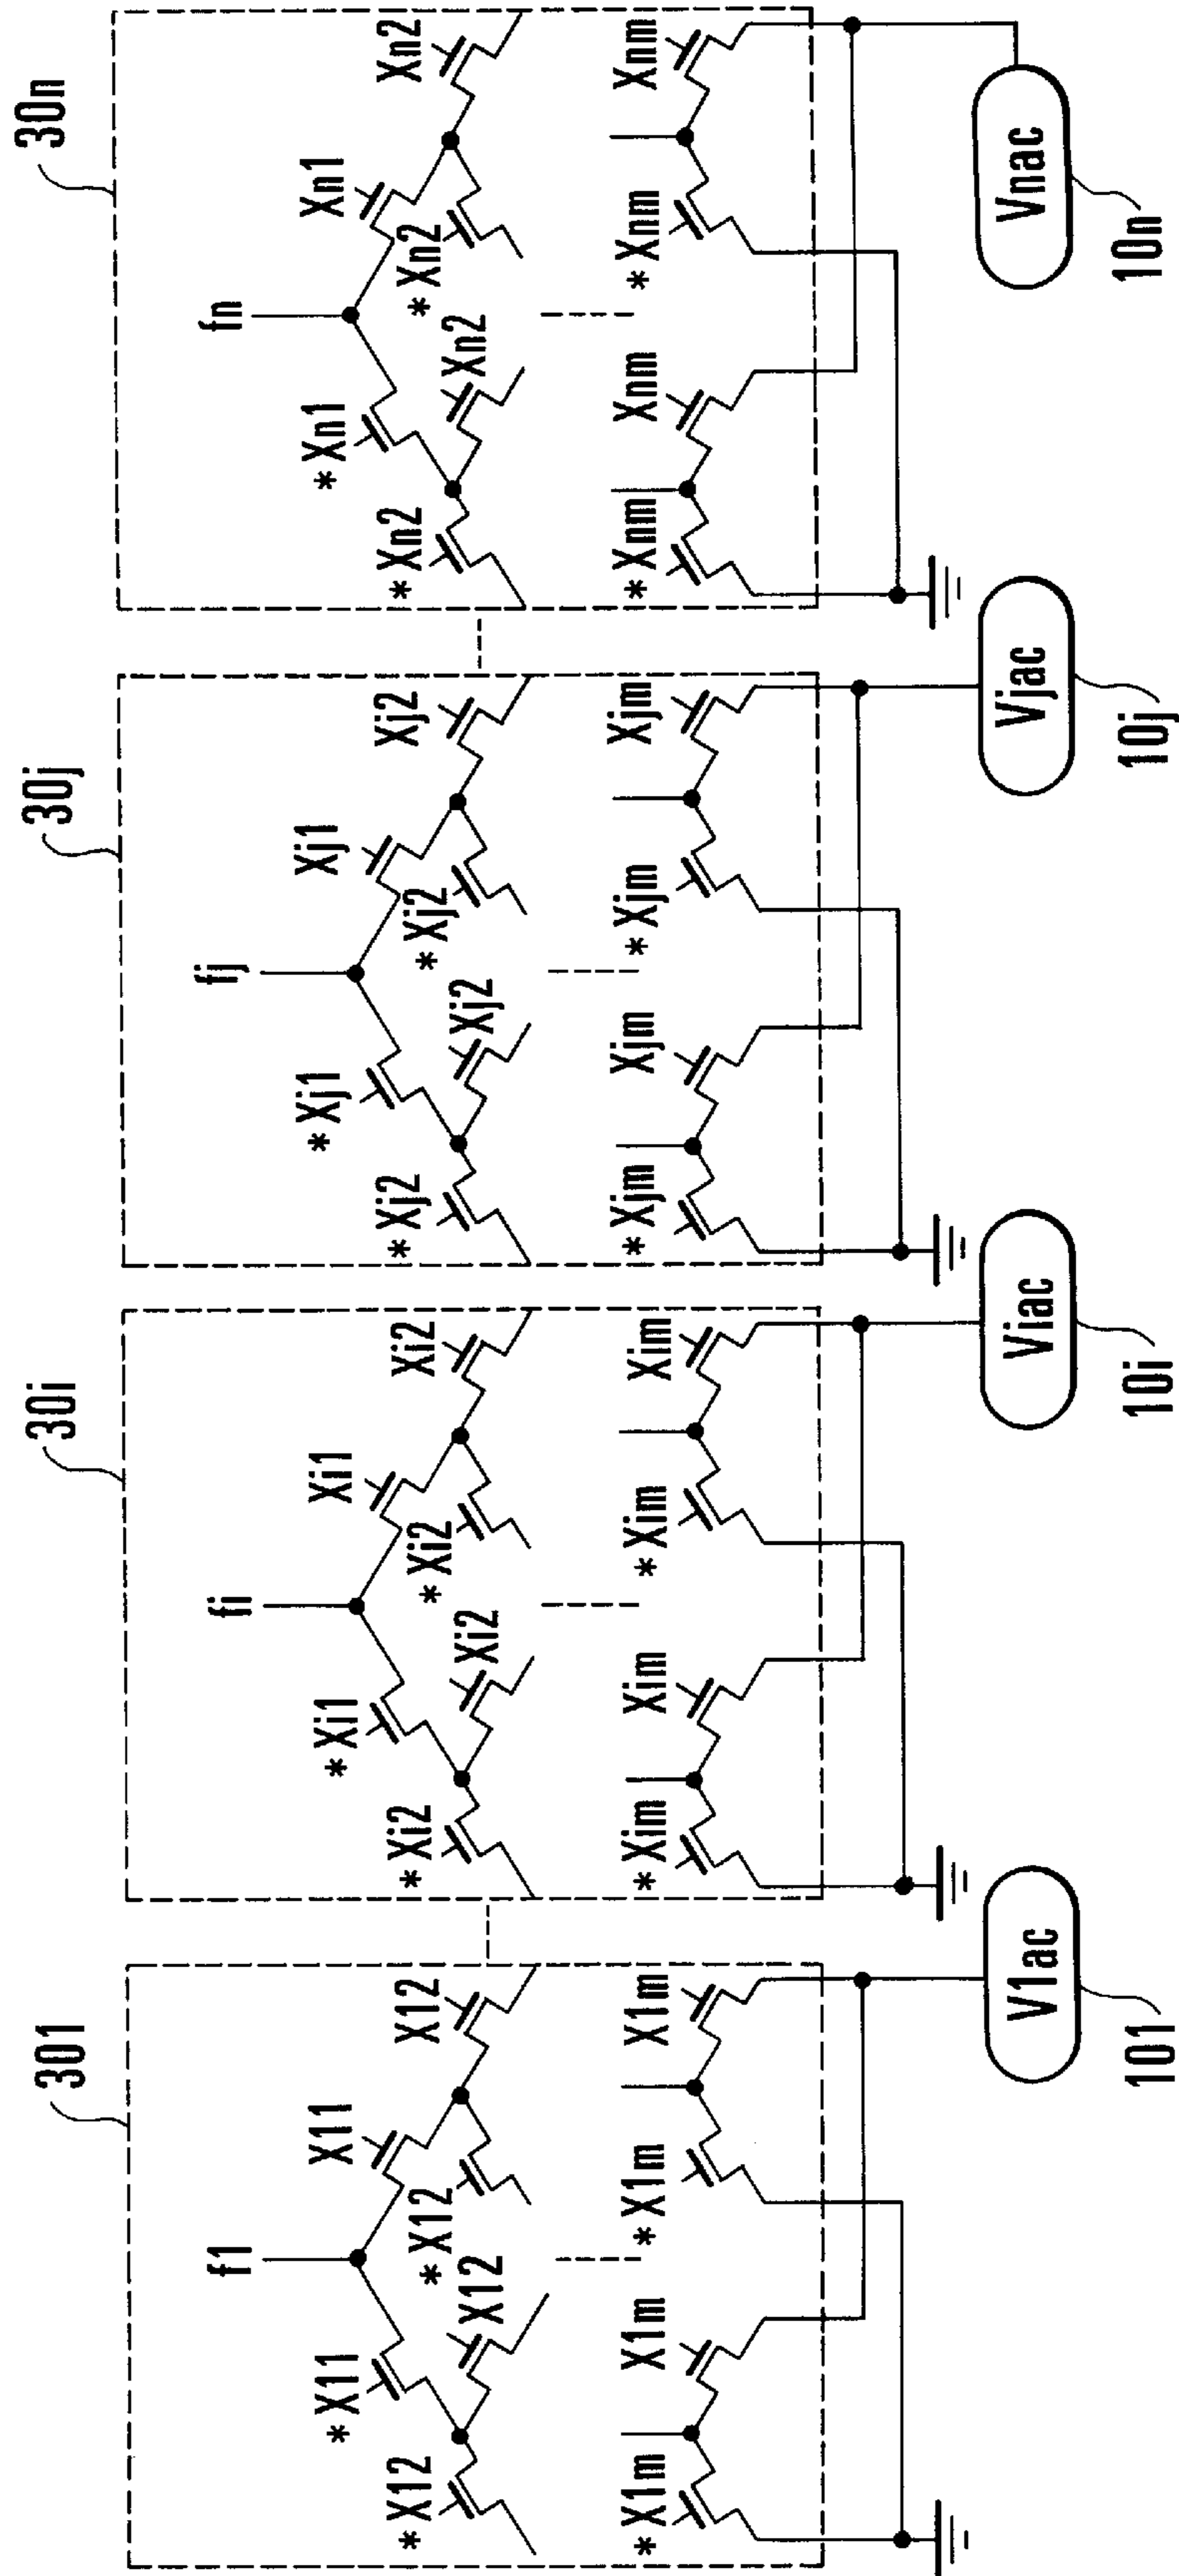 301
f1
*X11 X11
*X12 X12 *X12 X12
*X1m X1m *X1m X1m
V1ac
101
30i
fi
*Xi1 Xi1
*Xi2 Xi2 *Xi2 Xi2
*Xim Xim *Xim Xim
Viac
10i
30j
fj
*Xj1 Xj1
*Xj2 Xj2 *Xj2 Xj2
*Xjm Xjm *Xjm Xjm
Vjac
10j
30n
fn
*Xn1 Xn1
*Xn2 Xn2 *Xn2 Xn2
*Xnm Xnm *Xnm Xnm
Vnac
10n